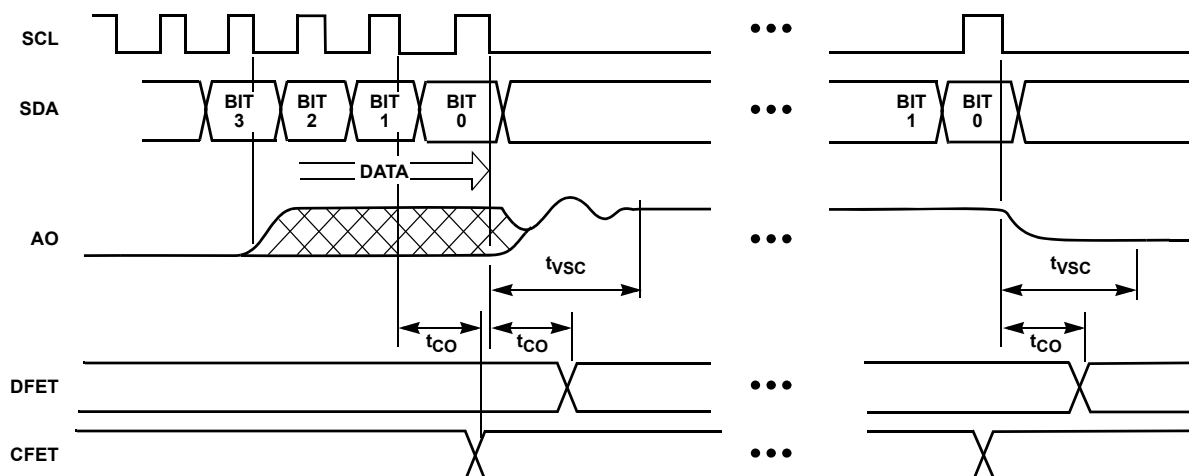 SCL
SDA
BIT 3
BIT 2
BIT 1
BIT 0
BIT 1
BIT 0
DATA
AO
tVSC
tVSC
tCO
tCO
tCO
DFET
CFET